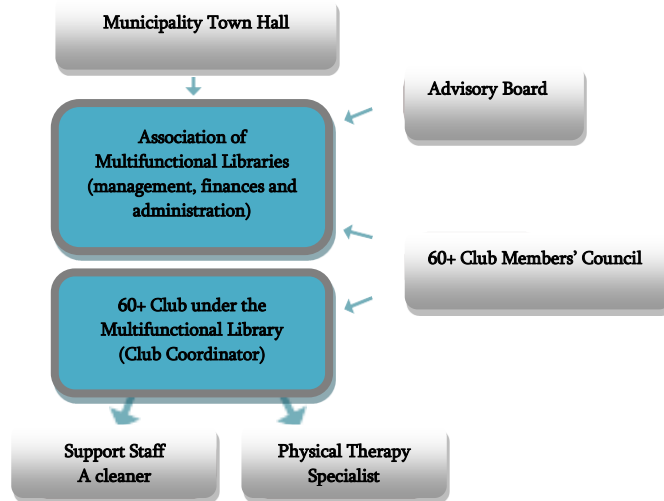 Municipality Town Hall
Advisory Board
Association of
Multifunctional Libraries
(management, finances and
administration)
60+ Club Members’ Council
60+ Club under the
Multifunctional Library
(Club Coordinator)
Support Staff
A cleaner
Physical Therapy
Specialist